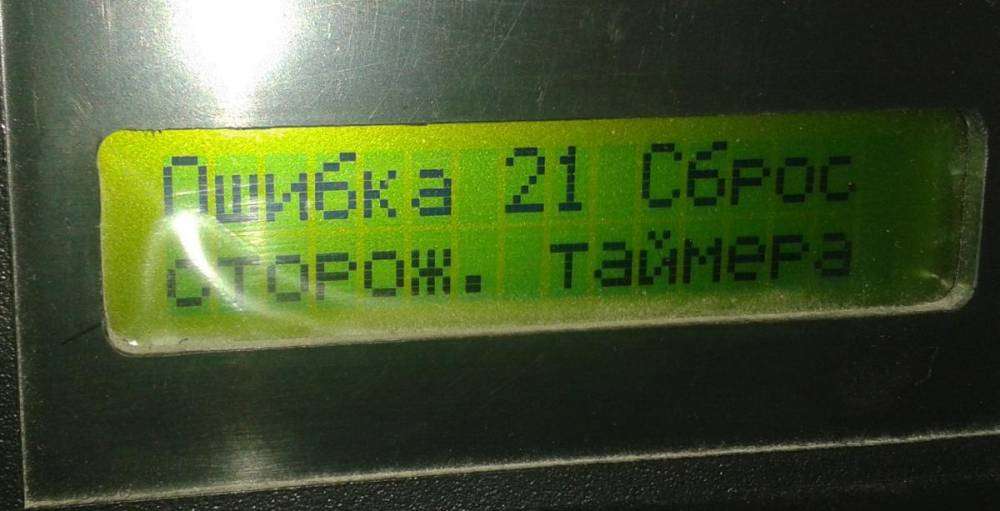 Ошибка 21 Сброс
сторож. таймера